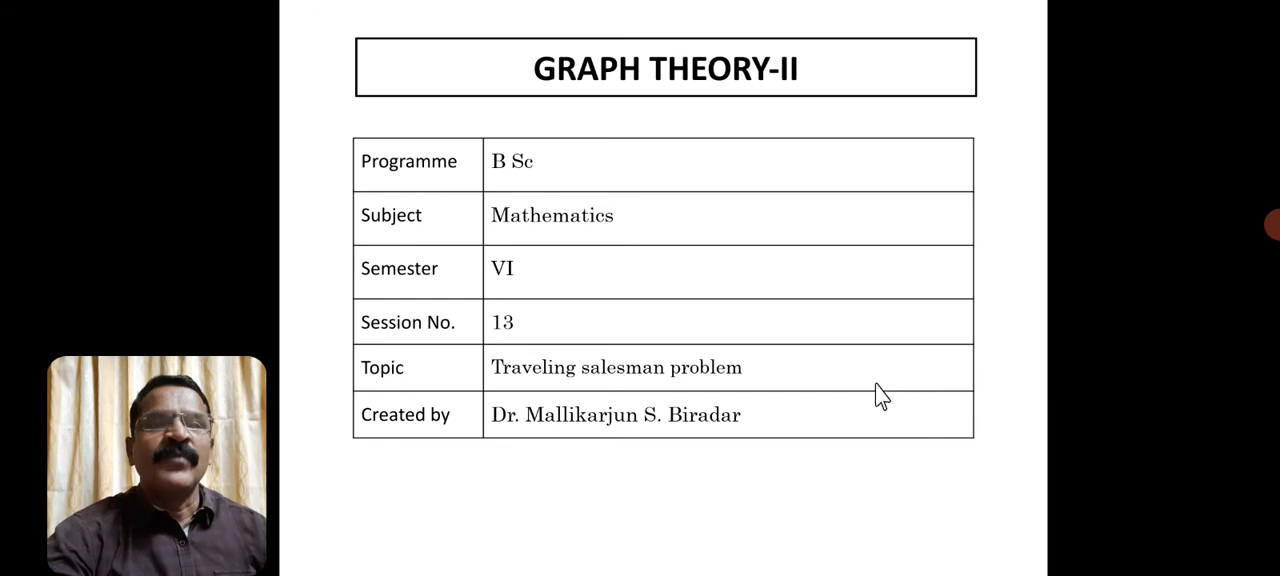 GRAPH THEORY-II
Programme B Sc
Subject Mathematics
Semester VI
Session No. 13
Topic Traveling salesman problem
Created by Dr. Mallikarjun S. Biradar